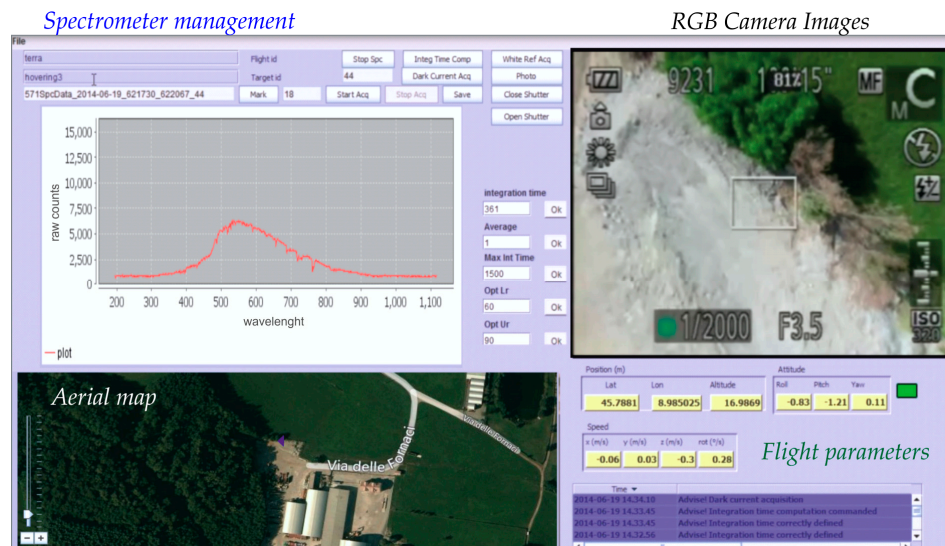 Spectrometer management
RGB Camera Images
File
terra
Flight id
Stop Spc
Integ Time Comp
White Ref Acq
hovering3
Target id
44
Dark Current Acq
Photo
571SpcData_2014-06-19_621730_622067_44
Mark
18
Start Acq
Stop Acq
Save
Close Shutter
Open Shutter
15,000
12,500
10,000
7,500
5,000
2,500
0
raw counts
200 300 400 500 600 700 800 900 1,000 1,100
wavelenght
plot
integration time
361 Ok
Average
1 Ok
Max Int Time
1500 Ok
Opt Lr
60 Ok
Opt Ur
90 Ok
9231
81%
MF
C
M
1/2000 F3.5
ISO
320
Aerial map
Via delle Fornaci
Via delle Fornaci
Position (m)
Lat Lon Altitude
45.7881 8.985025 16.9869
Attitude
Roll Pitch Yaw
-0.83 -1.21 0.11
Speed
x (m/s) y (m/s) z (m/s) rot (°/s)
-0.06 0.03 -0.3 0.28
Flight parameters
Time
2014-06-19 14.34.10 Advise! Dark current acquisition
2014-06-19 14.33.45 Advise! Integration time computation commanded
2014-06-19 14.33.45 Advise! Integration time correctly defined
2014-06-19 14.32.56 Advise! Integration time correctly defined